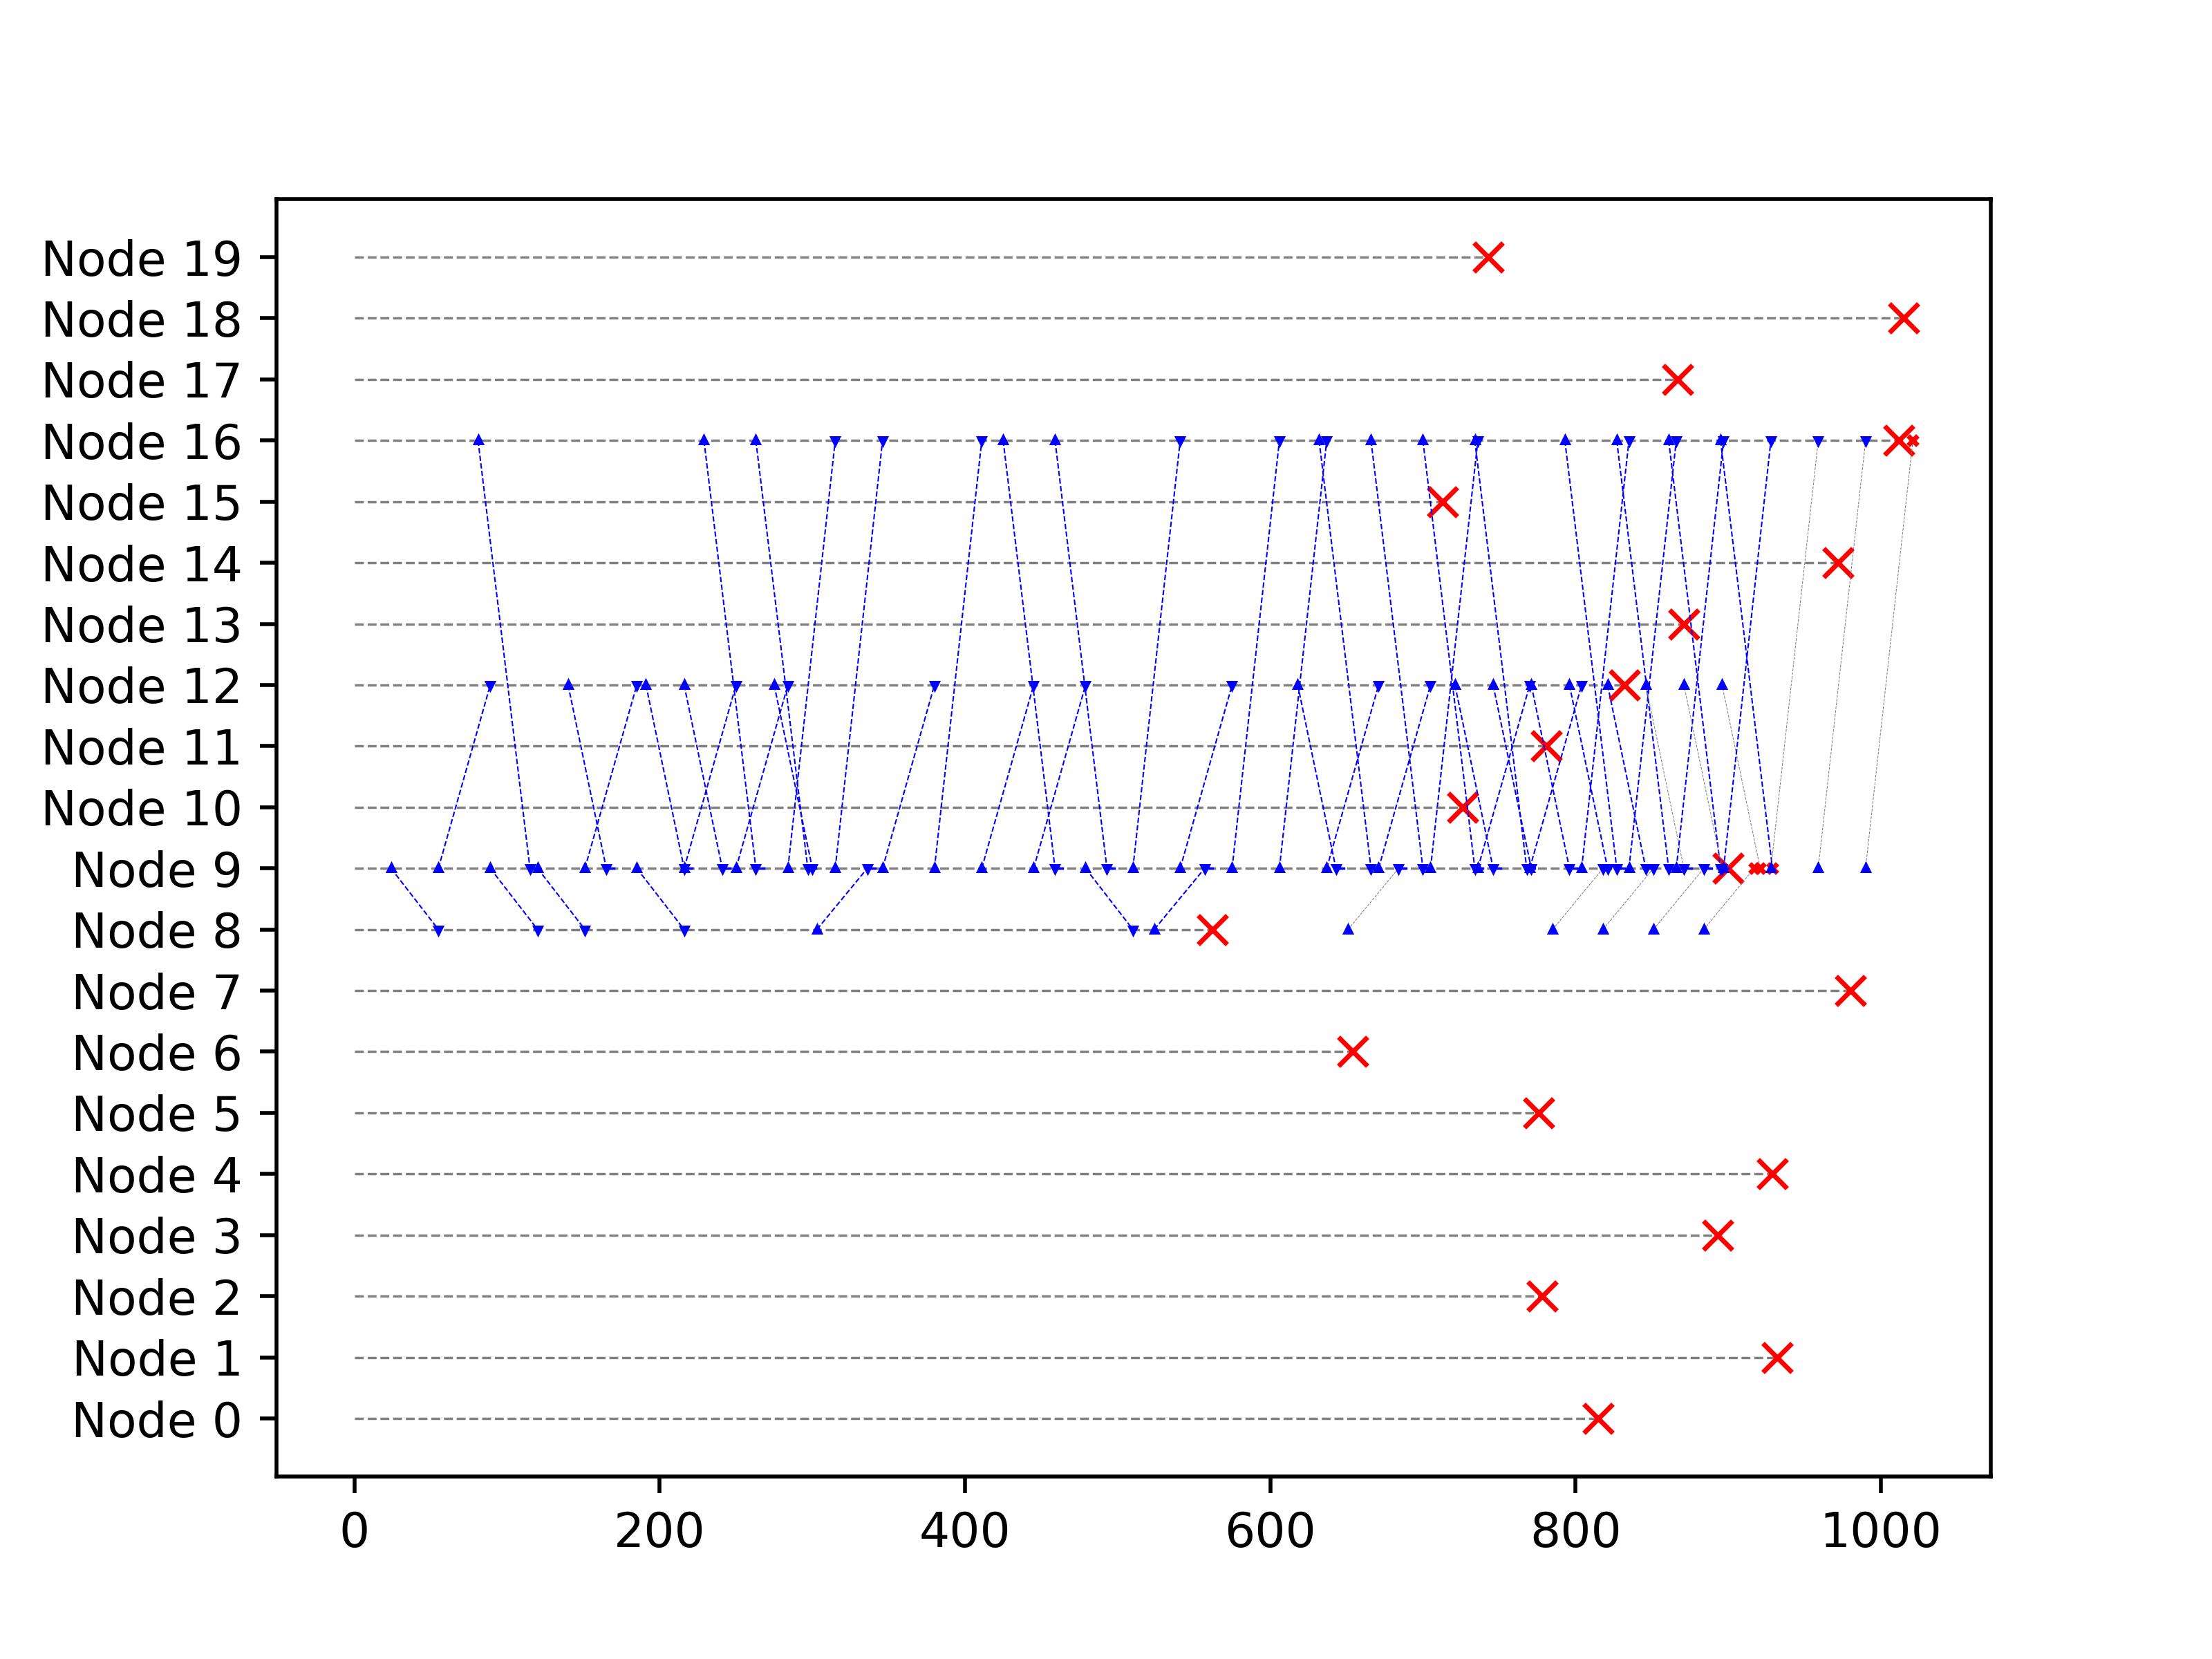 Node 19
Node 18
Node 17
Node 16
Node 15
Node 14
Node 13
Node 12
Node 11
Node 10
Node 9
Node 8
Node 7
Node 6
Node 5
Node 4
Node 3
Node 2
Node 1
Node 0
0 200 400 600 800 1000